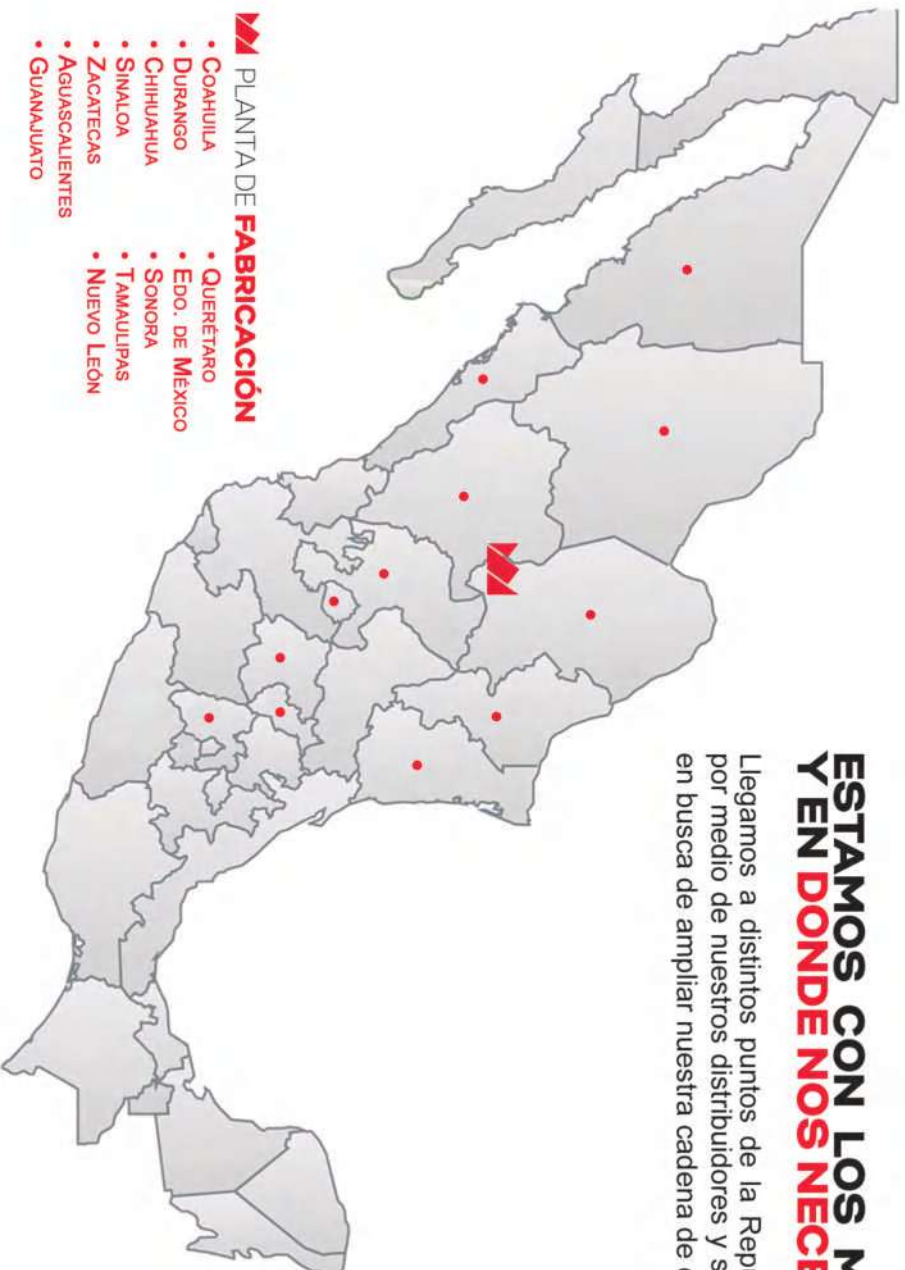 ESTAMOS CON LOS
Y EN DONDE NOS
Llegamos a distintos puntos de la
por medio de nuestros distribuidores y
en busca de ampliar nuestra cadena de
PLANTA DE FABRICACIÓN
• COAHUILA
• DURANGO
• CHIHUAHUA
• SINALOA
• ZACATECAS
• AGUASCALIENTES
• GUANAJUATO
• QUERÉTARO
• EDO. DE MÉXICO
• SONORA
• TAMAULIPAS
• NUEVO LEÓN